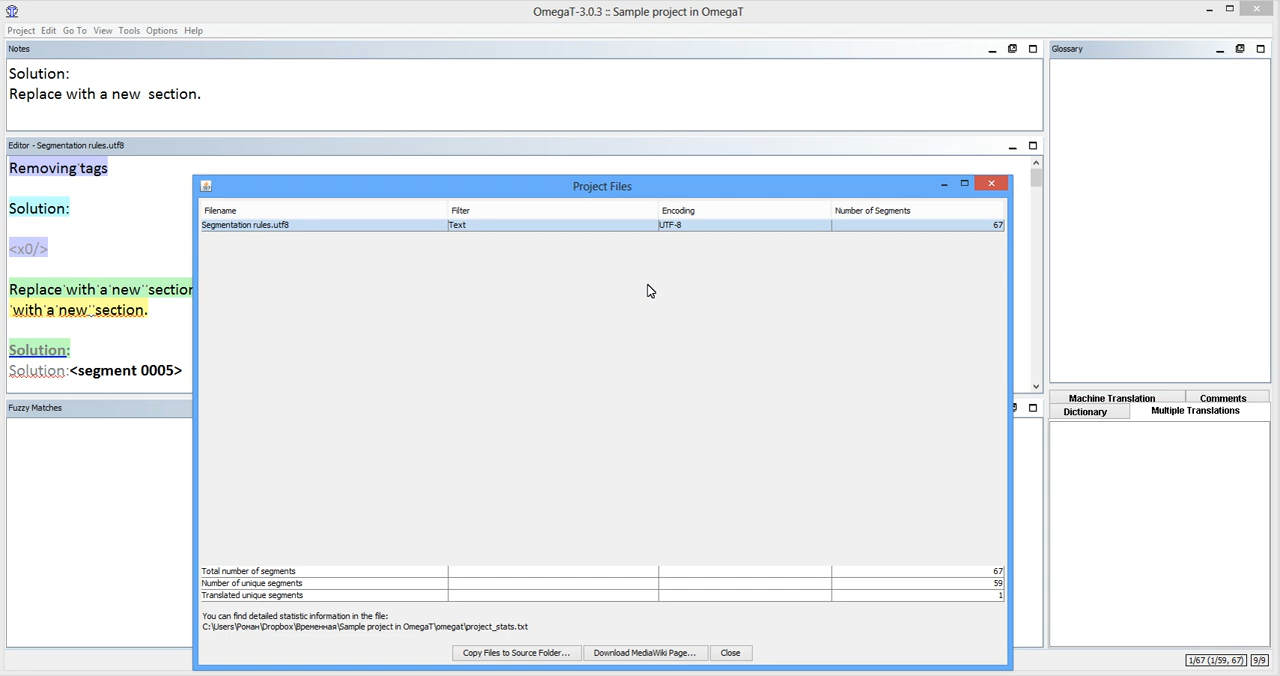 OmegaT-3.0.3 :: Sample project in OmegaT
Project Edit Go To View Tools Options Help
Notes
Solution:
Replace with a new  section.
Glossary
Editor - Segmentation rules.utf8
Removing tags
Solution:
<x0/>
Replace with a new  section
with a new  section.
Solution:
Solution:<segment 0005>
Fuzzy Matches
Project Files
Filename Filter Encoding Number of Segments
Segmentation rules.utf8 Text UTF-8 67
Total number of segments 67
Number of unique segments 59
Translated unique segments 1
You can find detailed statistic information in the file:
C:\Users\Роман\Dropbox\Временная\Sample project in OmegaT\omegat\project_stats.txt
Copy Files to Source Folder... Download MediaWiki Page... Close
Machine Translation Comments
Dictionary Multiple Translations
1/67 (1/59, 67) 9/9